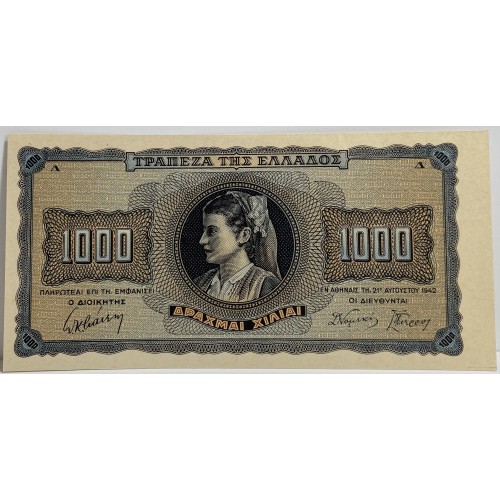 1000
1000
ΤΡΑΠΕΖΑ ΤΗΣ ΕΛΛΑΔΟΣ
Λ
Λ
1000
1000
ΠΛΗΡΩΤΕΑΙ ΕΠΙ ΤΗ. ΕΜΦΑΝΙΣΕΙ
Ο ΔΙΟΙΚΗΤΗΣ
ΕΝ ΑΘΗΝΑΙΣ ΤΗ. 21ῃ ΑΥΓΟΥΣΤΟΥ 1942
ΟΙ ΔΙΕΥΘΥΝΤΑΙ
ΔΡΑΧΜΑΙ ΧΙΛΙΑΙ
1000
1000